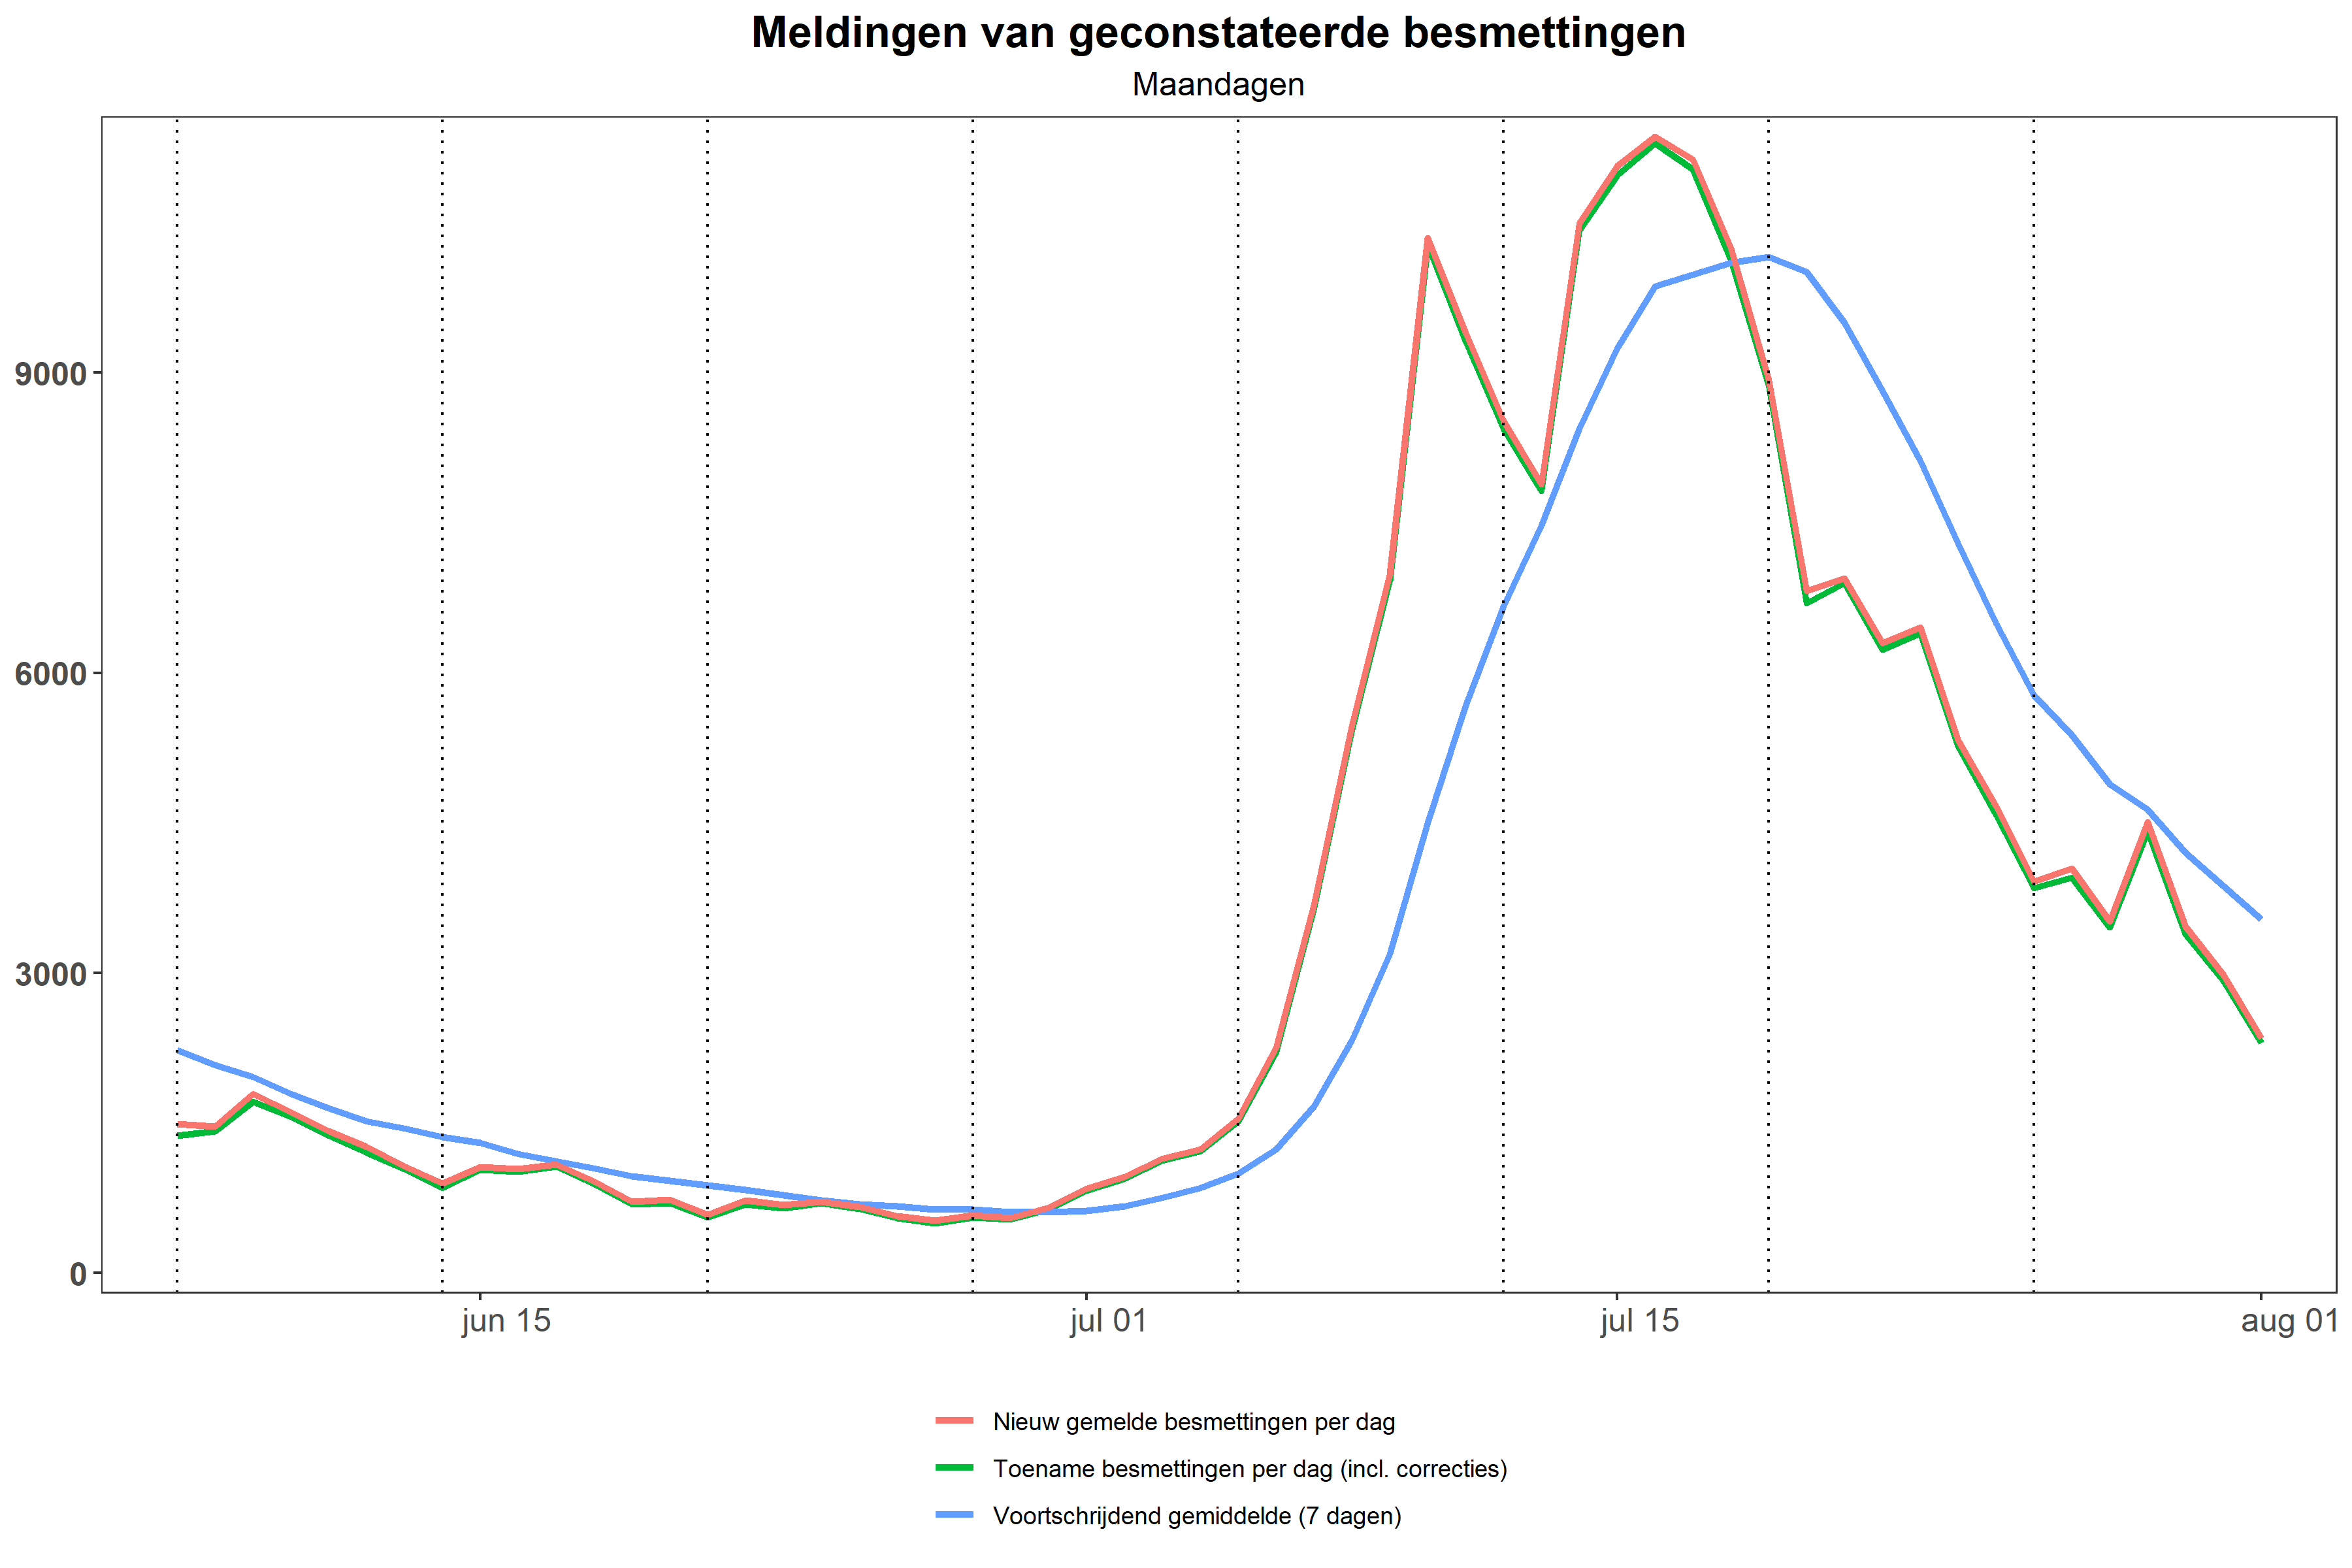 Meldingen van geconstateerde besmettingen
Maandagen
9000
6000
3000
0
jun 15
jul 01
jul 15
aug 01
Nieuw gemelde besmettingen per dag
Toename besmettingen per dag (incl. correcties)
Voortschrijdend gemiddelde (7 dagen)